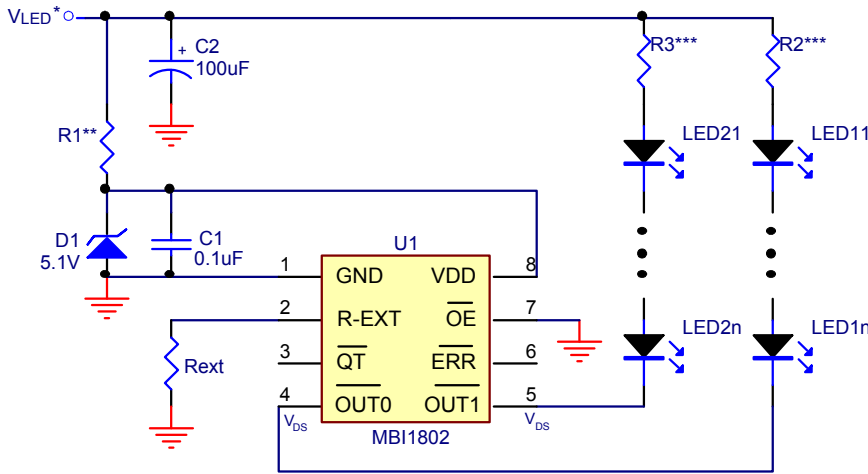 VLED*
C2
100uF
R3***
R2***
R1**
LED21
LED11
D1
5.1V
C1
0.1uF
U1
1 GND VDD 8
2 R-EXT OE 7
3 QT ERR 6
4 OUT0 OUT1 5
Rext
VDS
VDS
MBI1802
LED2n
LED1n